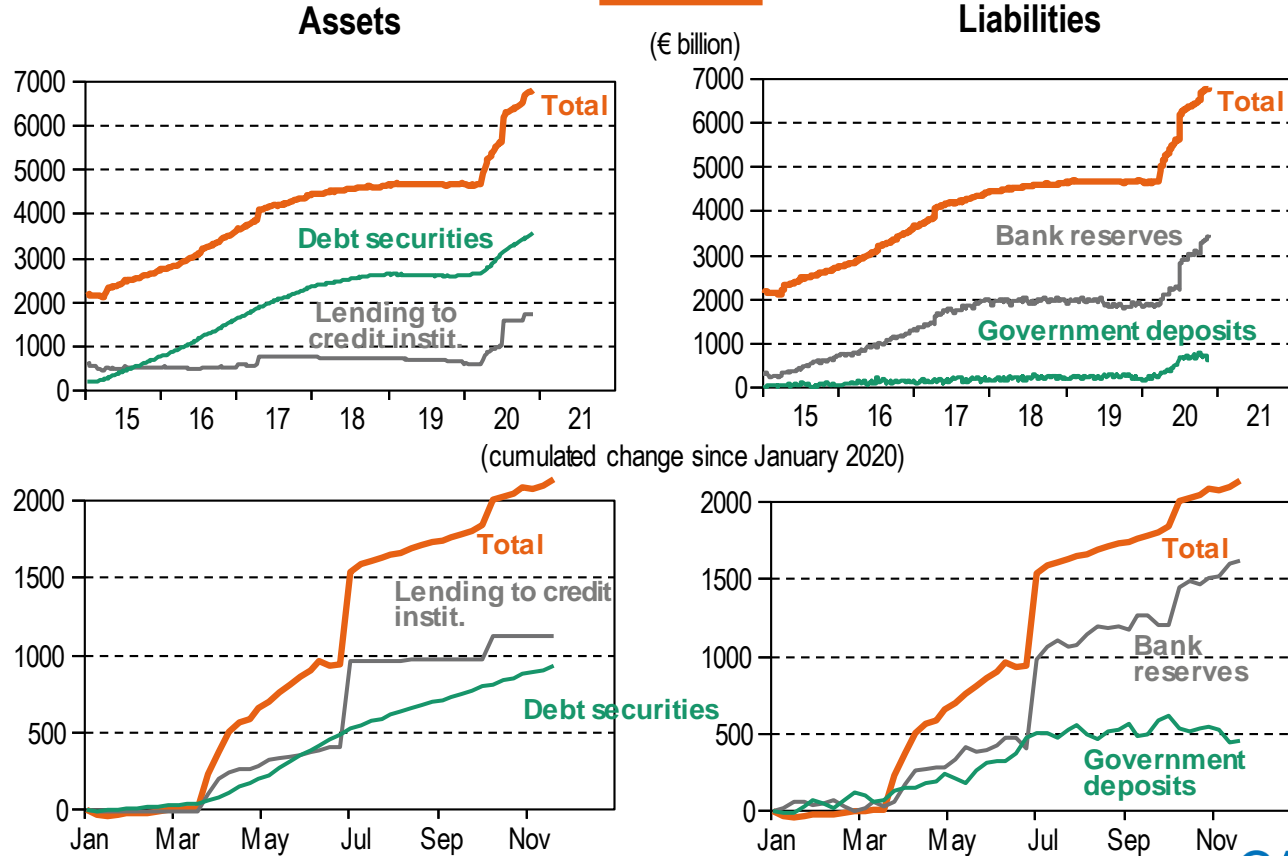 Assets
Liabilities
(€ billion)
7000
6000
5000
4000
3000
2000
1000
0
Total
Debt securities
Lending to
credit instit.
15 16 17 18 19 20 21
7000
6000
5000
4000
3000
2000
1000
0
Total
Bank reserves
Government deposits
15 16 17 18 19 20 21
(cumulated change since January 2020)
2000
1500
1000
500
0
Total
Lending to credit
instit.
Debt securities
Jan Mar May Jul Sep Nov
2000
1500
1000
500
0
Total
Bank
reserves
Government
deposits
Jan Mar May Jul Sep Nov